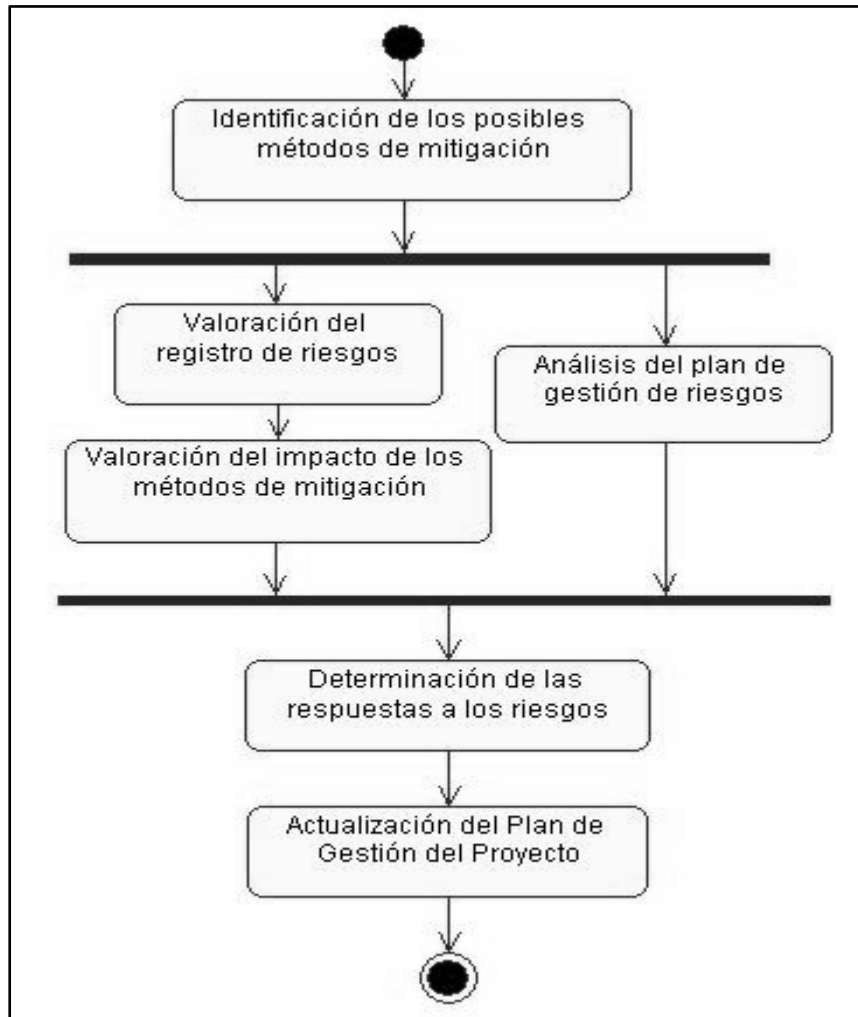 Identificación de los posibles
métodos de mitigación
Valoración del
registro de riesgos
Análisis del plan de
gestión de riesgos
Valoración del impacto de los
métodos de mitigación
Determinación de las
respuestas a los riesgos
Actualización del Plan de
Gestión del Proyecto